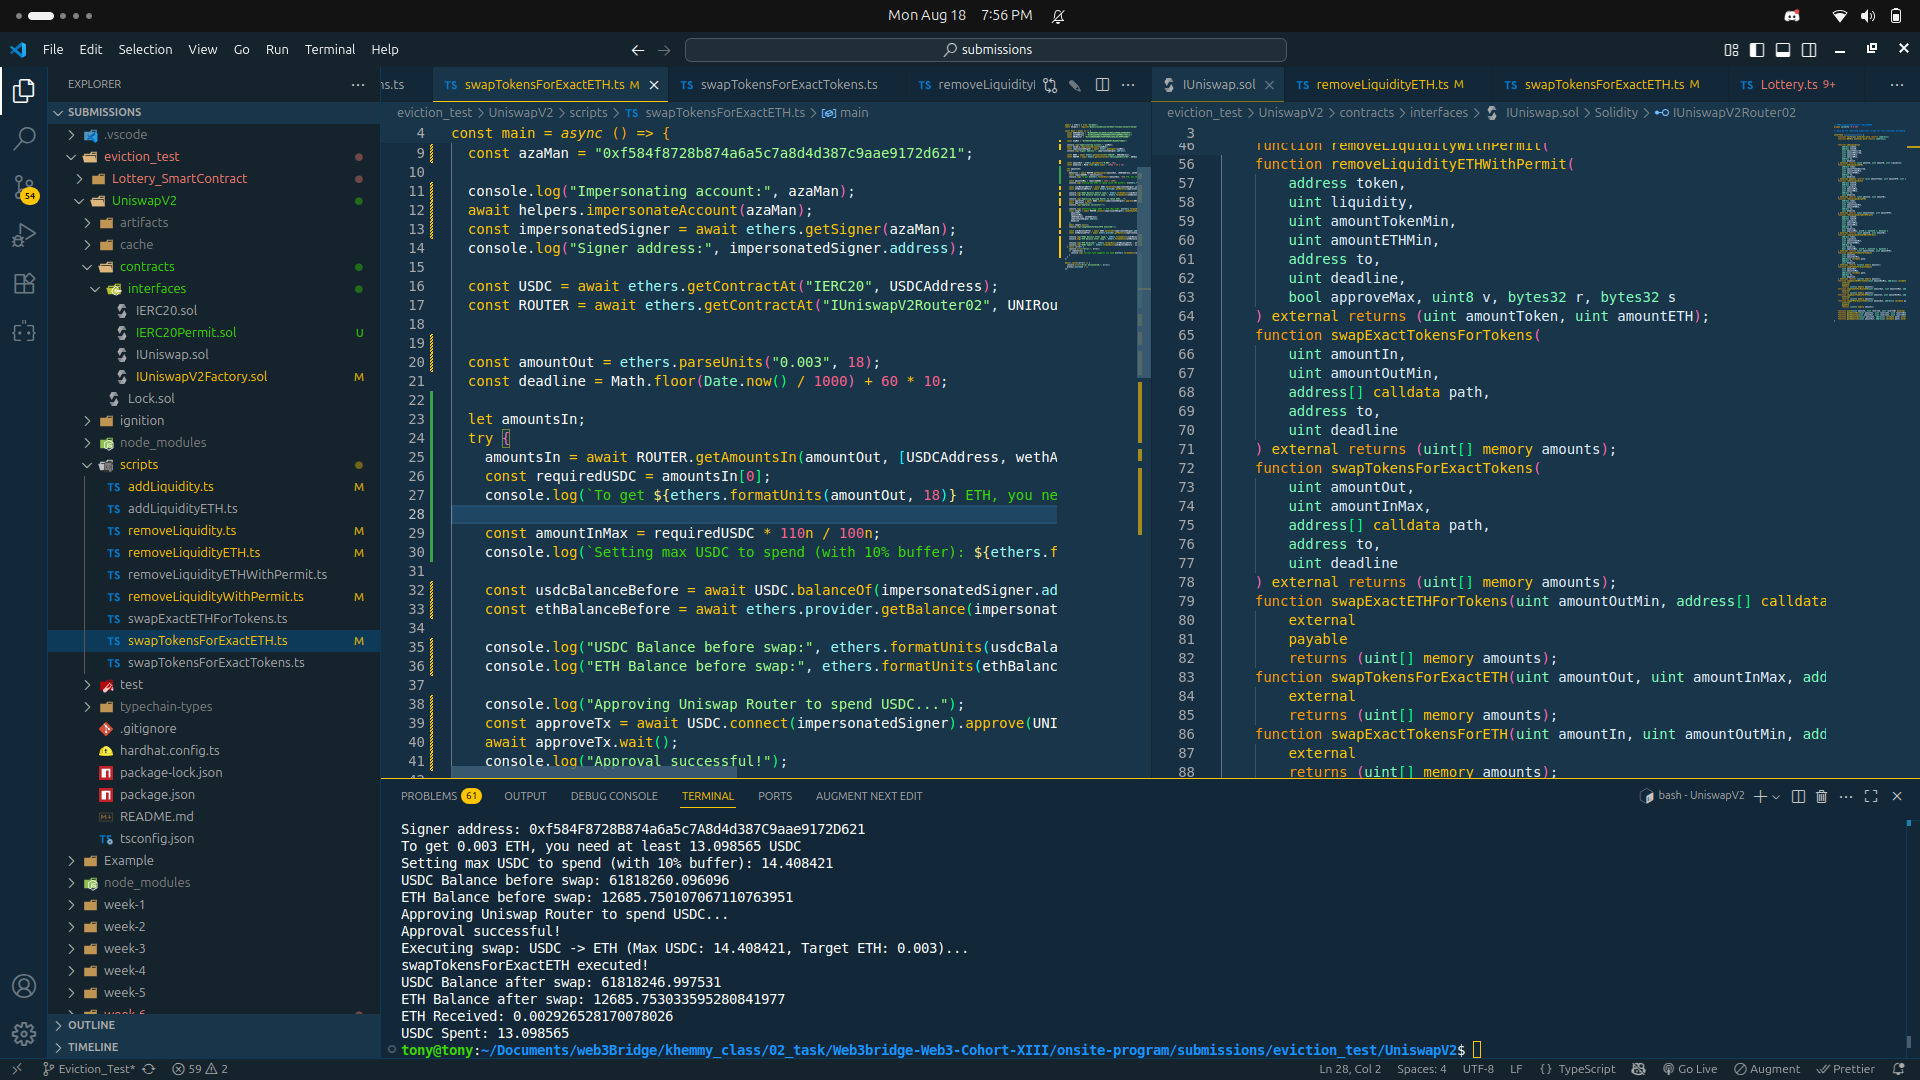 Mon Aug 18 7:56 PM
File Edit Selection View Go Run Terminal Help
submissions
EXPLORER
SUBMISSIONS
.vscode
eviction_test
Lottery_SmartContract
UniswapV2
artifacts
cache
contracts
interfaces
IERC20.sol
IERC20Permit.sol U
IUniswap.sol
IUniswapV2Factory.sol M
Lock.sol
ignition
node_modules
scripts
TS addLiquidity.ts M
TS addLiquidityETH.ts
TS removeLiquidity.ts M
TS removeLiquidityETH.ts M
TS removeLiquidityETHWithPermit.ts
TS removeLiquidityWithPermit.ts M
TS swapExactETHForTokens.ts
TS swapTokensForExactETH.ts M
TS swapTokensForExactTokens.ts
test
typechain-types
.gitignore
hardhat.config.ts
package-lock.json
package.json
README.md
tsconfig.json
Example
node_modules
week-1
week-2
week-3
week-4
week-5
OUTLINE
TIMELINE
54
ns.ts TS swapTokensForExactETH.ts M TS swapTokensForExactTokens.ts TS removeLiquidityl
eviction_test > UniswapV2 > scripts > TS swapTokensForExactETH.ts > main
4 const main = async () => {
9 const azaMan = "0xf584f8728b874a6a5c7a8d4d387c9aae9172d621";
10
11 console.log("Impersonating account:", azaMan);
12 await helpers.impersonateAccount(azaMan);
13 const impersonatedSigner = await ethers.getSigner(azaMan);
14 console.log("Signer address:", impersonatedSigner.address);
15
16 const USDC = await ethers.getContractAt("IERC20", USDCAddress);
17 const ROUTER = await ethers.getContractAt("IUniswapV2Router02", UNIRou
18
19
20 const amountOut = ethers.parseUnits("0.003", 18);
21 const deadline = Math.floor(Date.now() / 1000) + 60 * 10;
22
23 let amountsIn;
24 try {
25 amountsIn = await ROUTER.getAmountsIn(amountOut, [USDCAddress, wethA
26 const requiredUSDC = amountsIn[0];
27 console.log(`To get ${ethers.formatUnits(amountOut, 18)} ETH, you ne
28
29 const amountInMax = requiredUSDC * 110n / 100n;
30 console.log(`Setting max USDC to spend (with 10% buffer): ${ethers.f
31
32 const usdcBalanceBefore = await USDC.balanceOf(impersonatedSigner.ad
33 const ethBalanceBefore = await ethers.provider.getBalance(impersonat
34
35 console.log("USDC Balance before swap:", ethers.formatUnits(usdcBala
36 console.log("ETH Balance before swap:", ethers.formatUnits(ethBalanc
37
38 console.log("Approving Uniswap Router to spend USDC...");
39 const approveTx = await USDC.connect(impersonatedSigner).approve(UNI
40 await approveTx.wait();
41 console.log("Approval successful!");
IUniswap.sol TS removeLiquidityETH.ts M TS swapTokensForExactETH.ts M TS Lottery.ts 9+
eviction_test > UniswapV2 > contracts > interfaces > IUniswap.sol > Solidity > IUniswapV2Router02
3
46 function removeLiquidityWithPermit(
56 function removeLiquidityETHWithPermit(
57 address token,
58 uint liquidity,
59 uint amountTokenMin,
60 uint amountETHMin,
61 address to,
62 uint deadline,
63 bool approveMax, uint8 v, bytes32 r, bytes32 s
64 ) external returns (uint amountToken, uint amountETH);
65 function swapExactTokensForTokens(
66 uint amountIn,
67 uint amountOutMin,
68 address[] calldata path,
69 address to,
70 uint deadline
71 ) external returns (uint[] memory amounts);
72 function swapTokensForExactTokens(
73 uint amountOut,
74 uint amountInMax,
75 address[] calldata path,
76 address to,
77 uint deadline
78 ) external returns (uint[] memory amounts);
79 function swapExactETHForTokens(uint amountOutMin, address[] calldata
80 external
81 payable
82 returns (uint[] memory amounts);
83 function swapTokensForExactETH(uint amountOut, uint amountInMax, add
84 external
85 returns (uint[] memory amounts);
86 function swapExactTokensForETH(uint amountIn, uint amountOutMin, add
87 external
88 returns (uint[] memory amounts);
PROBLEMS 61 OUTPUT DEBUG CONSOLE TERMINAL PORTS AUGMENT NEXT EDIT
bash - UniswapV2
Signer address: 0xf584F8728B874a6a5c7A8d4d387C9aae9172D621
To get 0.003 ETH, you need at least 13.098565 USDC
Setting max USDC to spend (with 10% buffer): 14.408421
USDC Balance before swap: 61818260.096096
ETH Balance before swap: 12685.750107067110763951
Approving Uniswap Router to spend USDC...
Approval successful!
Executing swap: USDC -> ETH (Max USDC: 14.408421, Target ETH: 0.003)...
swapTokensForExactETH executed!
USDC Balance after swap: 61818246.997531
ETH Balance after swap: 12685.753033595280841977
ETH Received: 0.002926528170078026
USDC Spent: 13.098565
tony@tony:~/Documents/web3Bridge/khemmy_class/02_task/Web3bridge-Web3-Cohort-XIII/onsite-program/submissions/eviction_test/UniswapV2$
Eviction_Test* 59 2
Ln 28, Col 2 Spaces: 4 UTF-8 LF {} TypeScript Go Live Augment Prettier